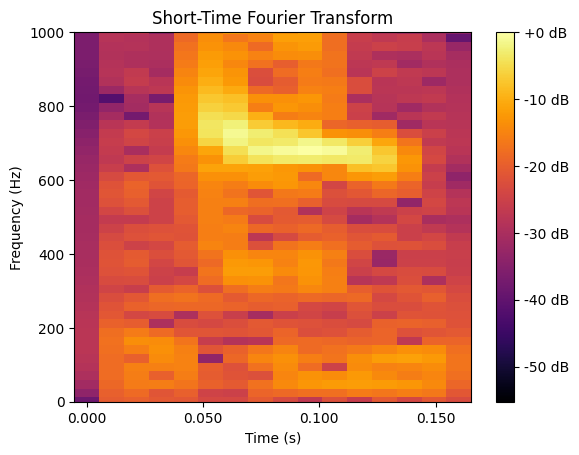 Short-Time Fourier Transform
1000
800
600
400
200
0
Frequency (Hz)
0.000
0.050
0.100
0.150
Time (s)
+0 dB
-10 dB
-20 dB
-30 dB
-40 dB
-50 dB